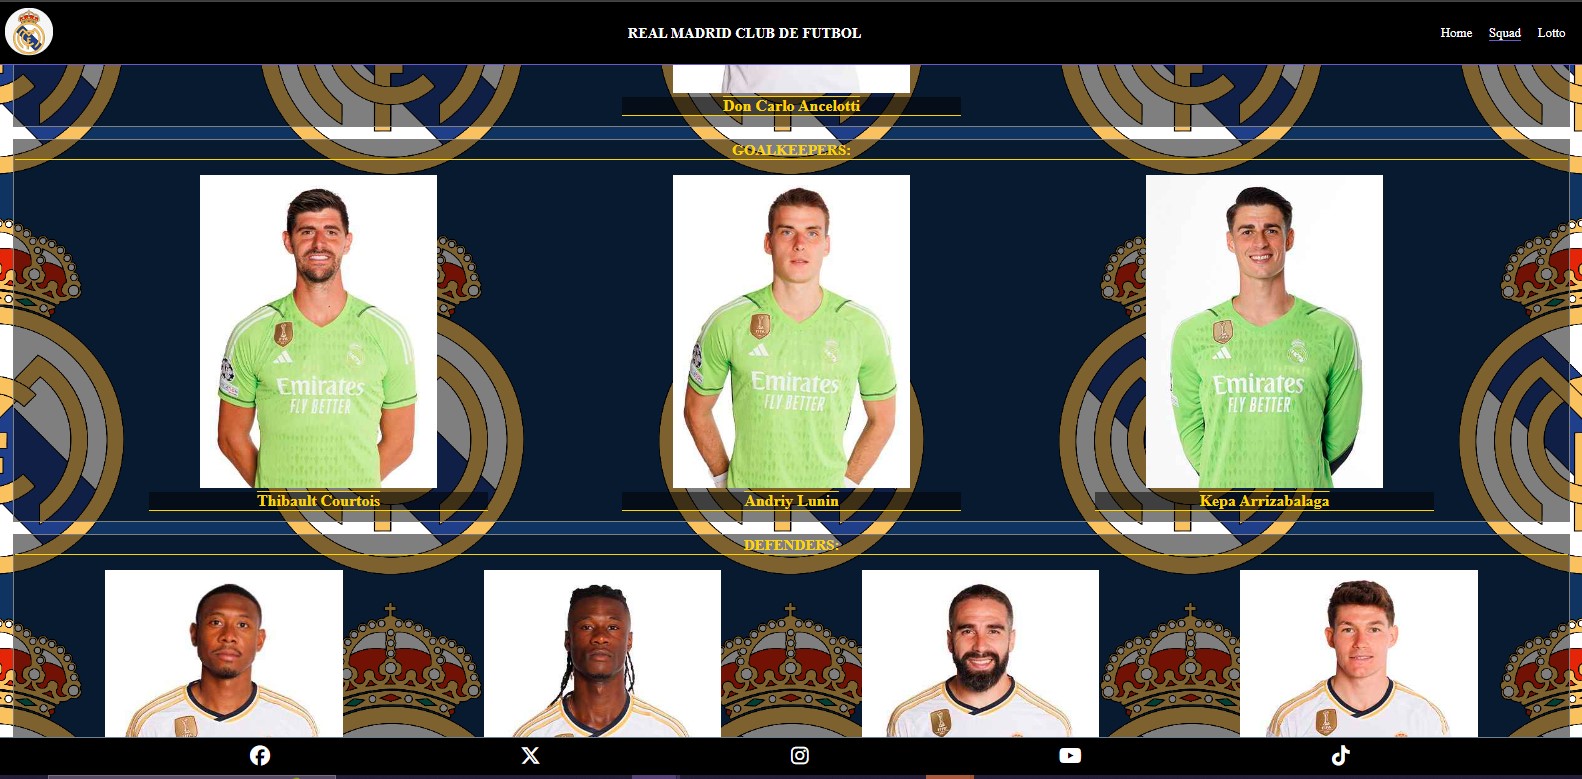 REAL MADRID CLUB DE FUTBOL
Home Squad Lotto
Don Carlo Ancelotti
GOALKEEPERS:
Emirates
FLY BETTER
Emirates
FLY BETTER
Emirates
FLY BETTER
Thibault Courtois
Andriy Lunin
Kepa Arrizabalaga
DEFENDERS: